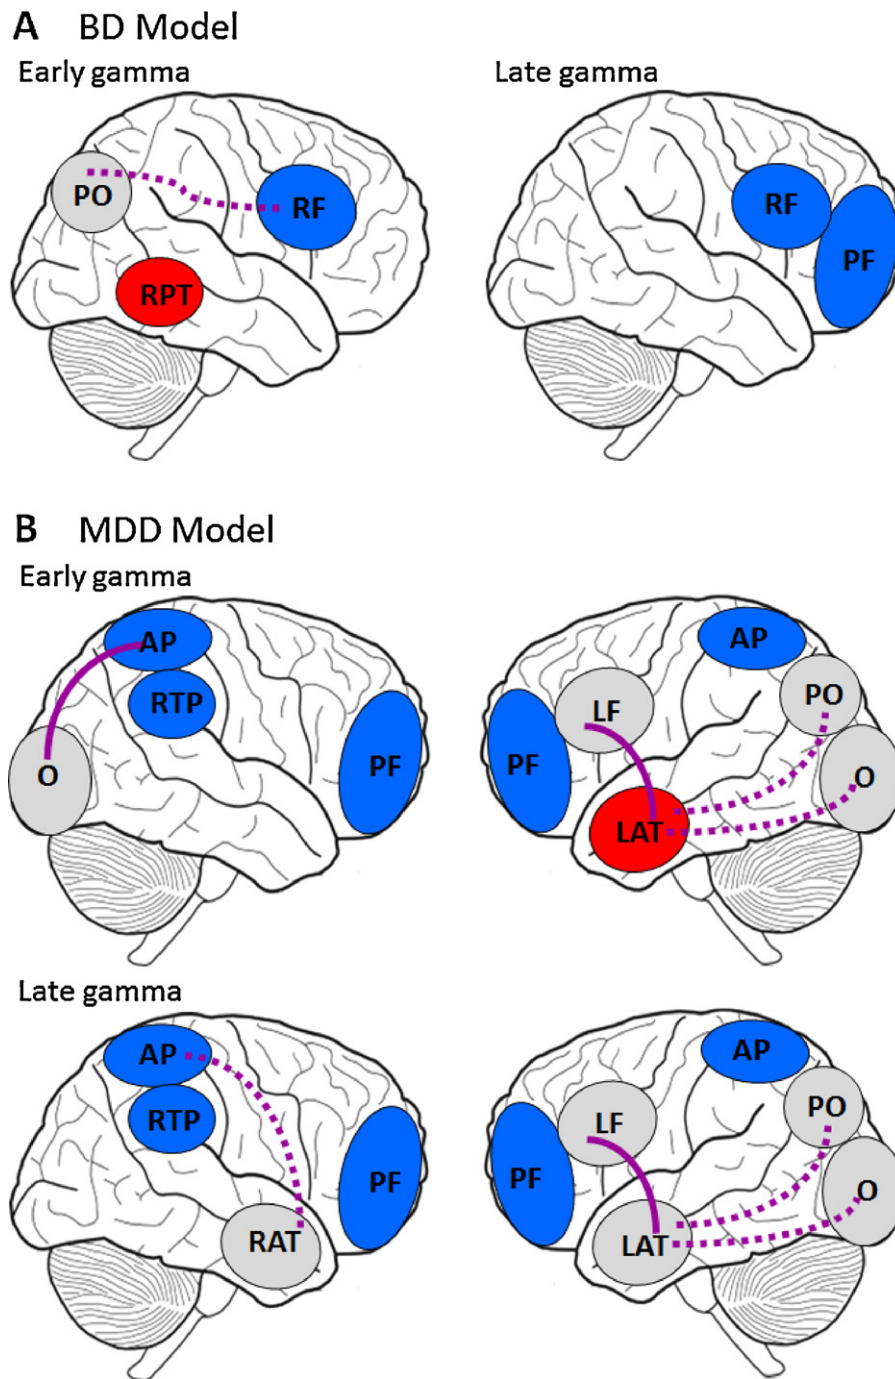 A BD Model
Early gamma
Late gamma
PO
RF
RPT
RF
PF
B MDD Model
Early gamma
AP
RTP
O
PF
AP
LF
PO
PF
O
LAT
Late gamma
AP
RTP
PF
RAT
AP
LF
PO
PF
O
LAT